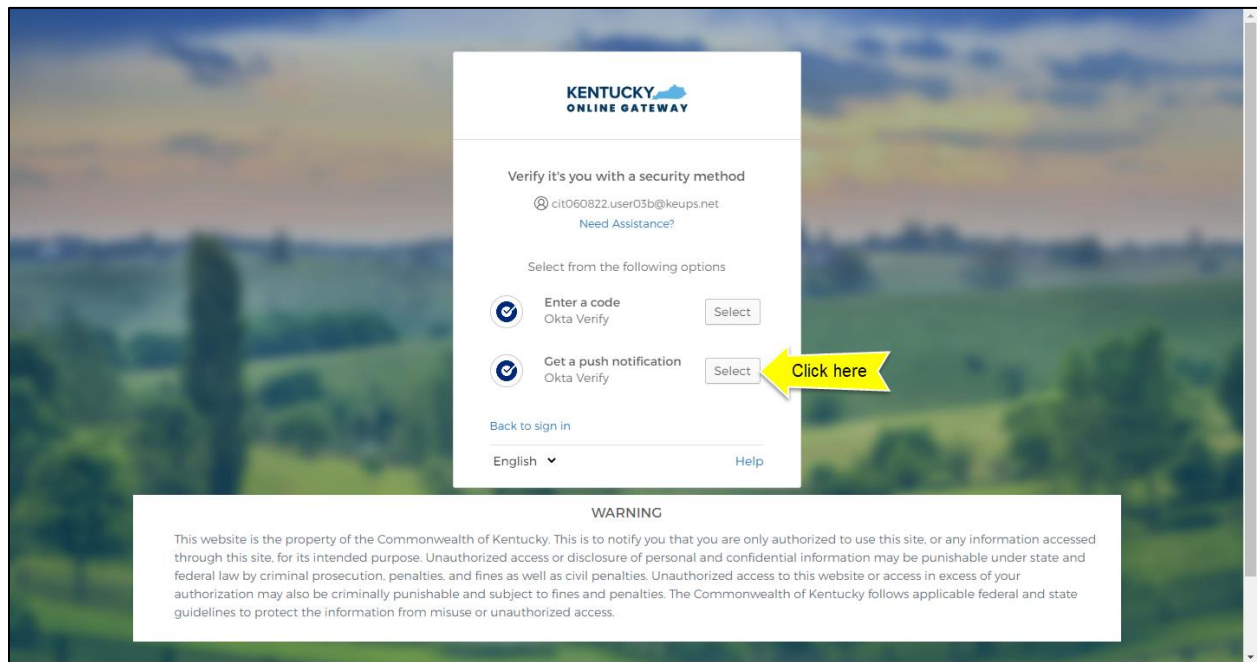 KENTUCKY
ONLINE GATEWAY
Verify it's you with a security method
cit060822.user03b@keups.net
Need Assistance?
Select from the following options
Enter a code
Okta Verify
Select
Get a push notification
Okta Verify
Select
Click here
Back to sign in
English
Help
WARNING
This website is the property of the Commonwealth of Kentucky. This is to notify you that you are only authorized to use this site, or any information accessed
through this site, for its intended purpose. Unauthorized access or disclosure of personal and confidential information may be punishable under state and
federal law by criminal prosecution, penalties, and fines as well as civil penalties. Unauthorized access to this website or access in excess of your
authorization may also be criminally punishable and subject to fines and penalties. The Commonwealth of Kentucky follows applicable federal and state
guidelines to protect the information from misuse or unauthorized access.